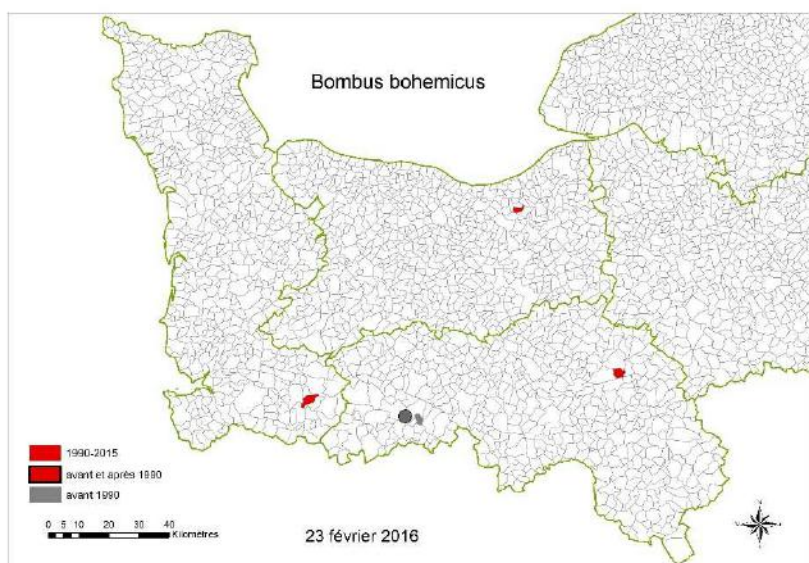 Bombus bohemicus
1990-2015
avant et après 1990
avant 1990
0 5 10 20 30 40
Kilomètres
23 février 2016
N